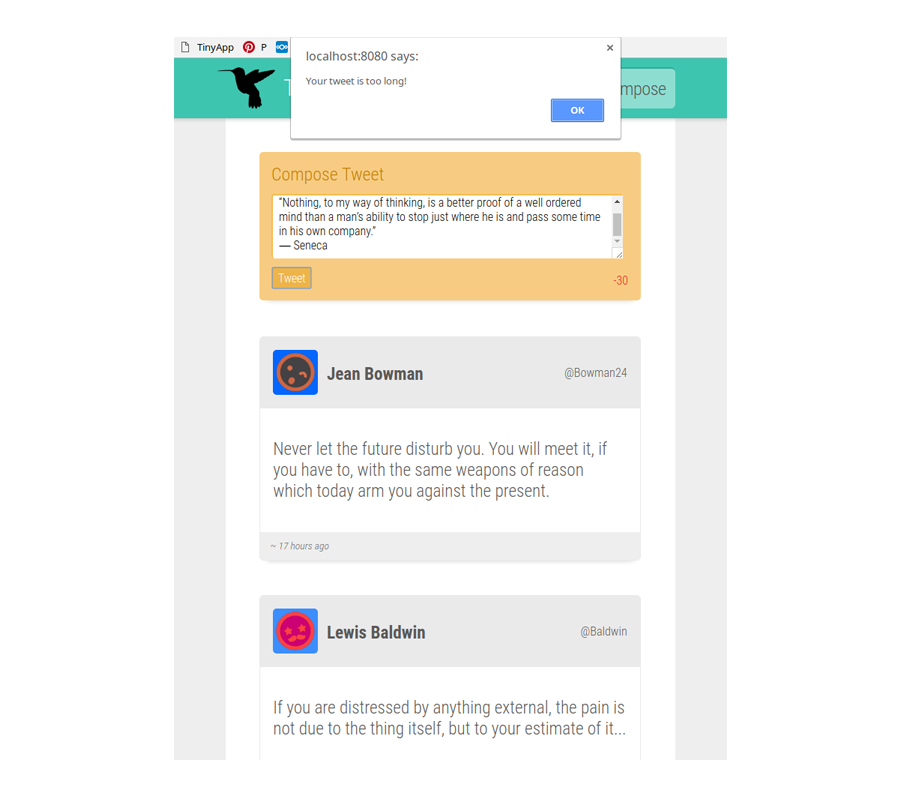 TinyApp
P
localhost:8080 says:
Your tweet is too long!
OK
Compose Tweet
“Nothing, to my way of thinking, is a better proof of a well ordered
mind than a man’s ability to stop just where he is and pass some time
in his own company.”
― Seneca
Tweet
-30
Jean Bowman
@Bowman24
Never let the future disturb you. You will meet it, if
you have to, with the same weapons of reason
which today arm you against the present.
~ 17 hours ago
Lewis Baldwin
@Baldwin
If you are distressed by anything external, the pain is
not due to the thing itself, but to your estimate of it...